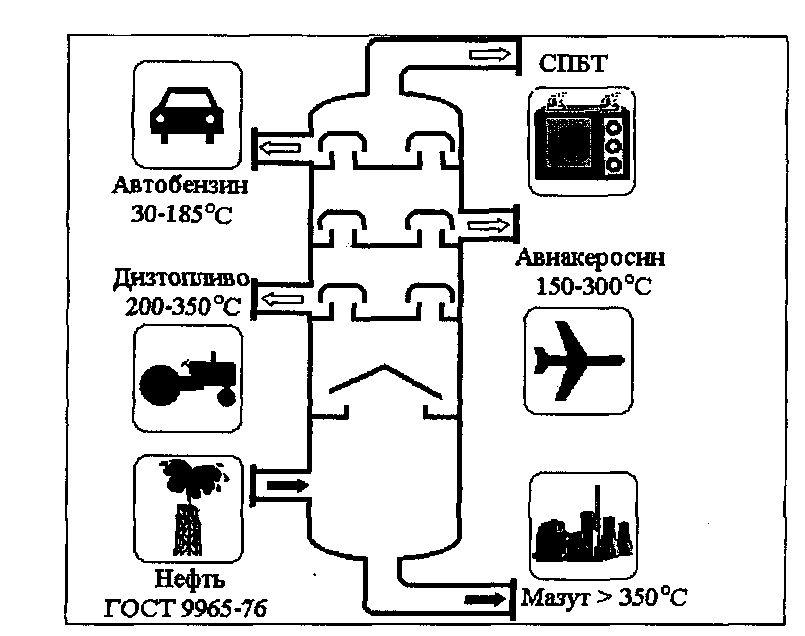 СПБТ
Автобензин
30-185°С
Авиакеросин
150-300°С
Дизтопливо
200-350°С
Нефть
ГОСТ 9965-76
Мазут > 350°С